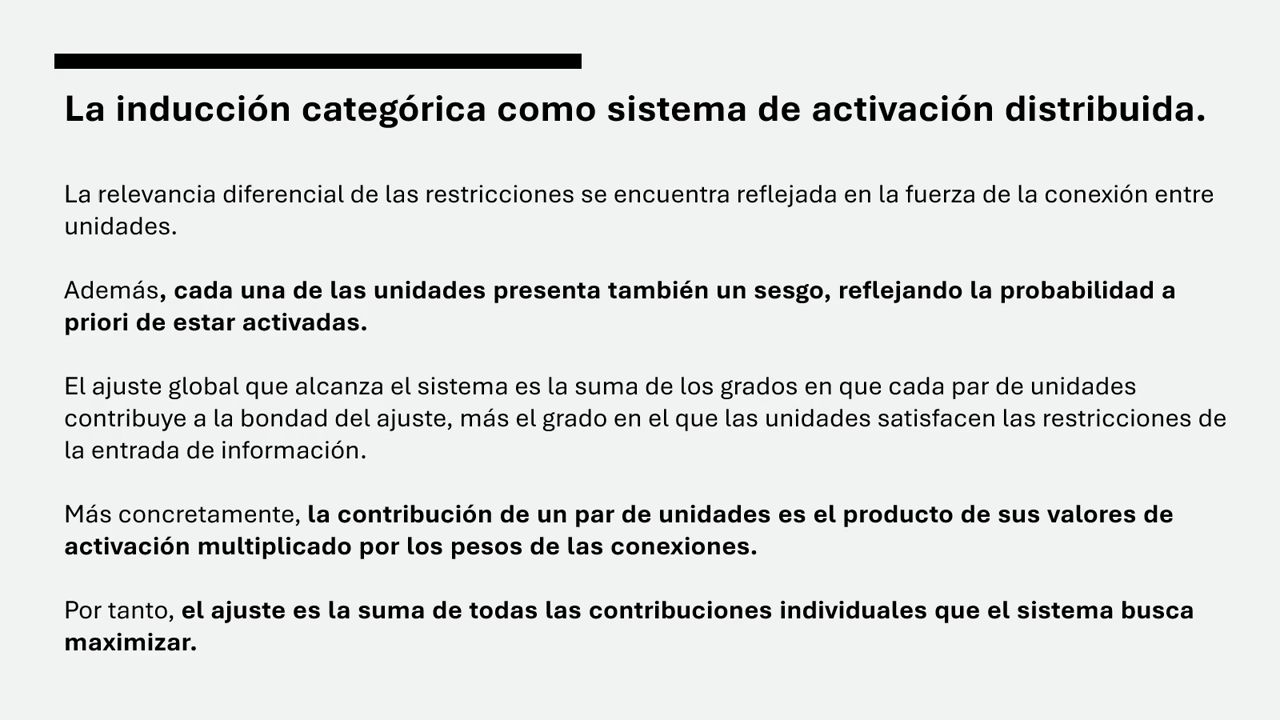 La inducción categórica como sistema de activación distribuida.
La relevancia diferencial de las restricciones se encuentra reflejada en la fuerza de la conexión entre
unidades.
Además, cada una de las unidades presenta también un sesgo, reflejando la probabilidad a
priori de estar activadas.
El ajuste global que alcanza el sistema es la suma de los grados en que cada par de unidades
contribuye a la bondad del ajuste, más el grado en el que las unidades satisfacen las restricciones de
la entrada de información.
Más concretamente, la contribución de un par de unidades es el producto de sus valores de
activación multiplicado por los pesos de las conexiones.
Por tanto, el ajuste es la suma de todas las contribuciones individuales que el sistema busca
maximizar.